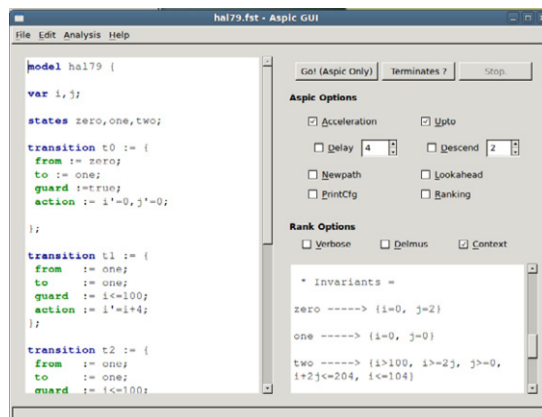 hal79.fst - Aspic GUI
File Edit Analysis Help
model hal79 {
var i,j;
states zero,one,two;
transition t0 := {
from := zero;
to := one;
guard :=true;
action := i'=0,j'=0;
};
transition t1 := {
from := one;
to := one;
guard := i<=100;
action := i'=i+4;
};
transition t2 := {
from := one;
to := one;
guard := i<=100;
Go! (Aspic Only) Terminates ? Stop.
Aspic Options
Acceleration Upto
Delay 4 Descend 2
Newpath Lookahead
PrintCfg Ranking
Rank Options
Verbose Delmus Context
* Invariants =
zero -----> {i=0, j=2}
one -----> {i=0, j=0}
two -----> {i>100, i>=2j, j>=0,
i+2j<=204, i<=104}